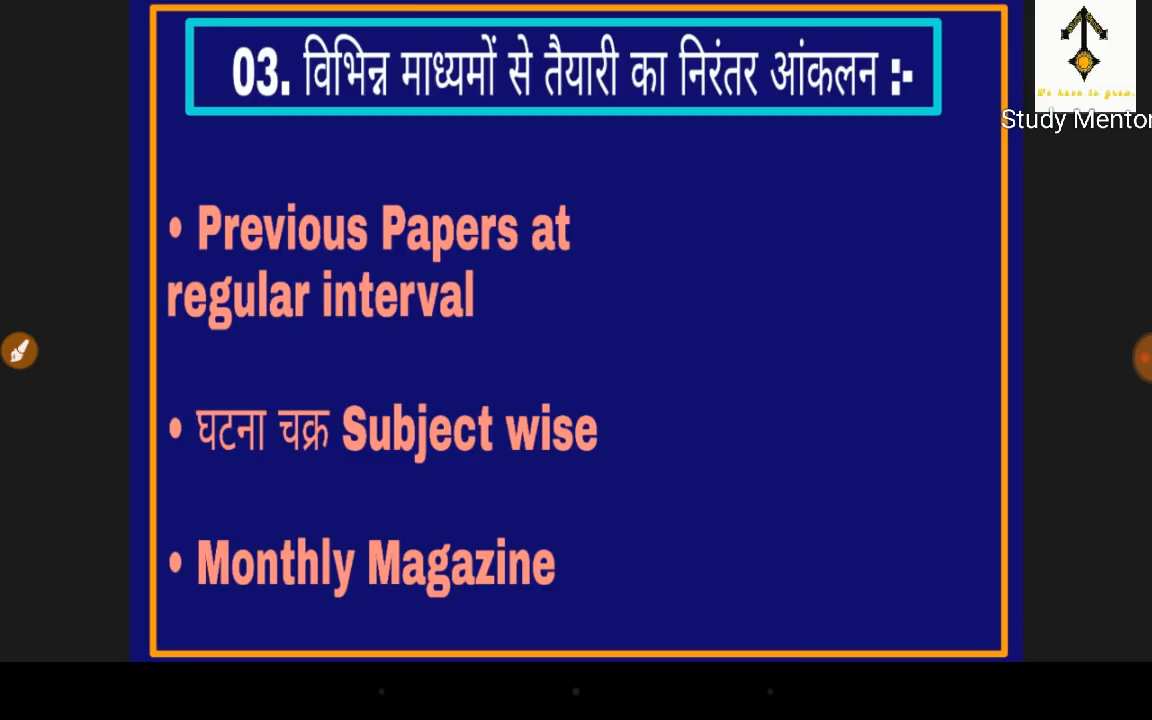 03. विभिन्न माध्यमों से तैयारी का निरंतर आंकलन :-
• Previous Papers at
regular interval
• घटना चक्र Subject wise
• Monthly Magazine
Study Mentor